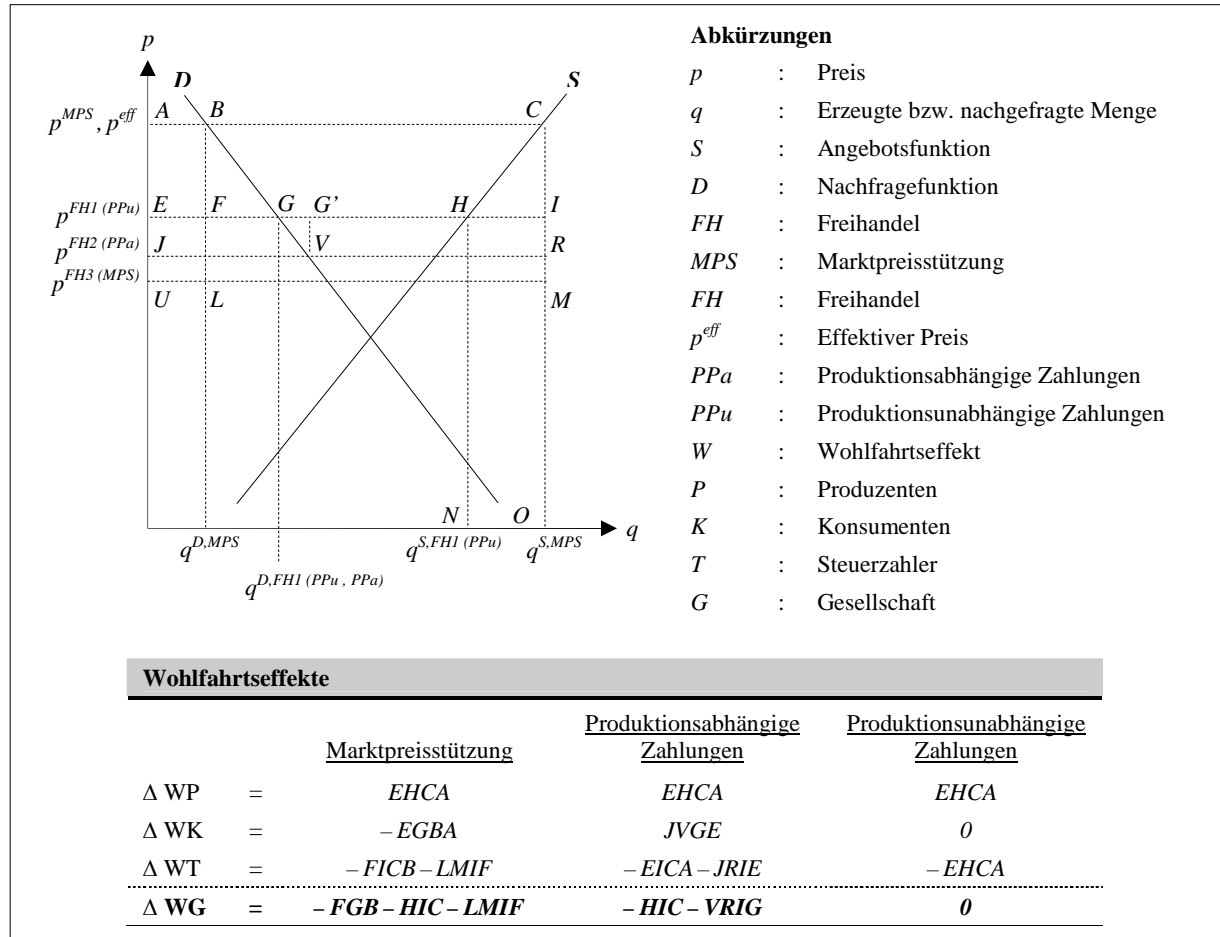 p
D
S
p^MPS , p^eff A B C
p^FH1 (PPu) E F G G’ H I
p^FH2 (PPa) J V R
p^FH3 (MPS)
U L M
N O
q
q^D,MPS q^S,FH1 (PPu) q^S,MPS
q^D,FH1 (PPu , PPa)
Abkürzungen
p : Preis
q : Erzeugte bzw. nachgefragte Menge
S : Angebotsfunktion
D : Nachfragefunktion
FH : Freihandel
MPS : Marktpreisstützung
FH : Freihandel
p^eff : Effektiver Preis
PPa : Produktionsabhängige Zahlungen
PPu : Produktionsunabhängige Zahlungen
W : Wohlfahrtseffekt
P : Produzenten
K : Konsumenten
T : Steuerzahler
G : Gesellschaft
Wohlfahrtseffekte
Marktpreisstützung Produktionsabhängige Zahlungen Produktionsunabhängige Zahlungen
Δ WP = EHCA EHCA EHCA
Δ WK = – EGBA JVGE 0
Δ WT = – FICB – LMIF – EICA – JRIE – EHCA
Δ WG = – FGB – HIC – LMIF – HIC – VRIG 0